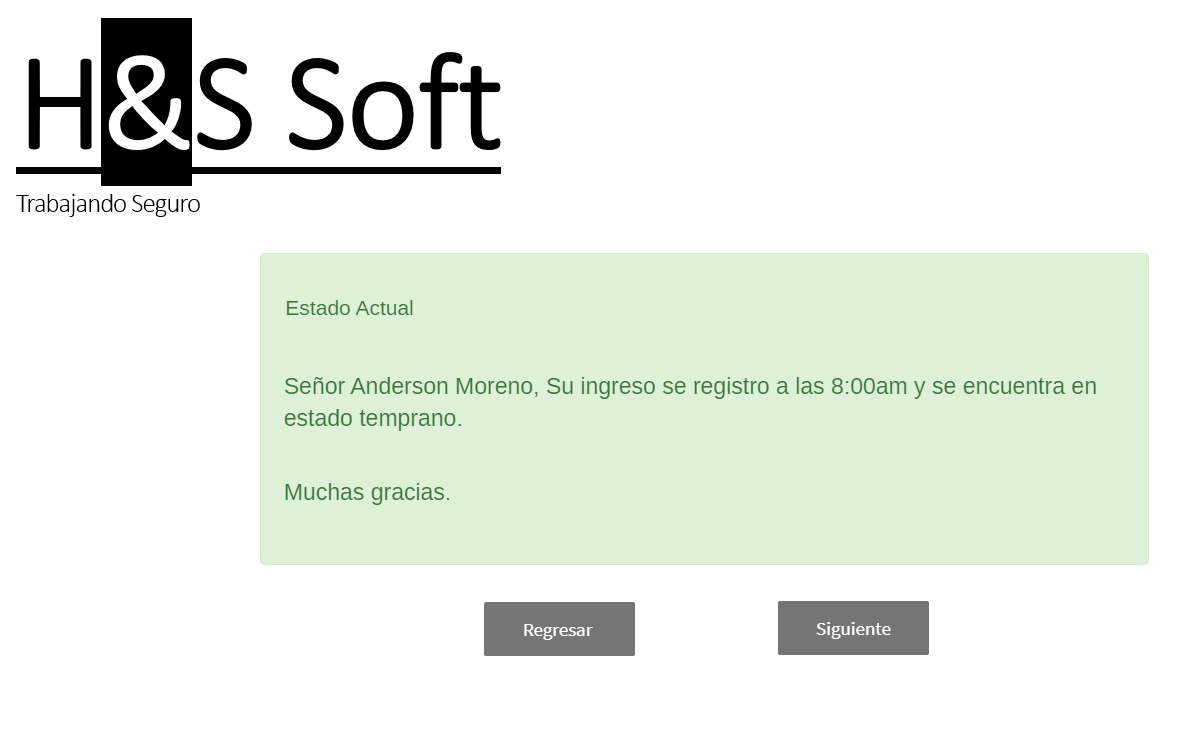 H&S Soft
Trabajando Seguro
Estado Actual
Señor Anderson Moreno, Su ingreso se registro a las 8:00am y se encuentra en
estado temprano.
Muchas gracias.
Regresar
Siguiente